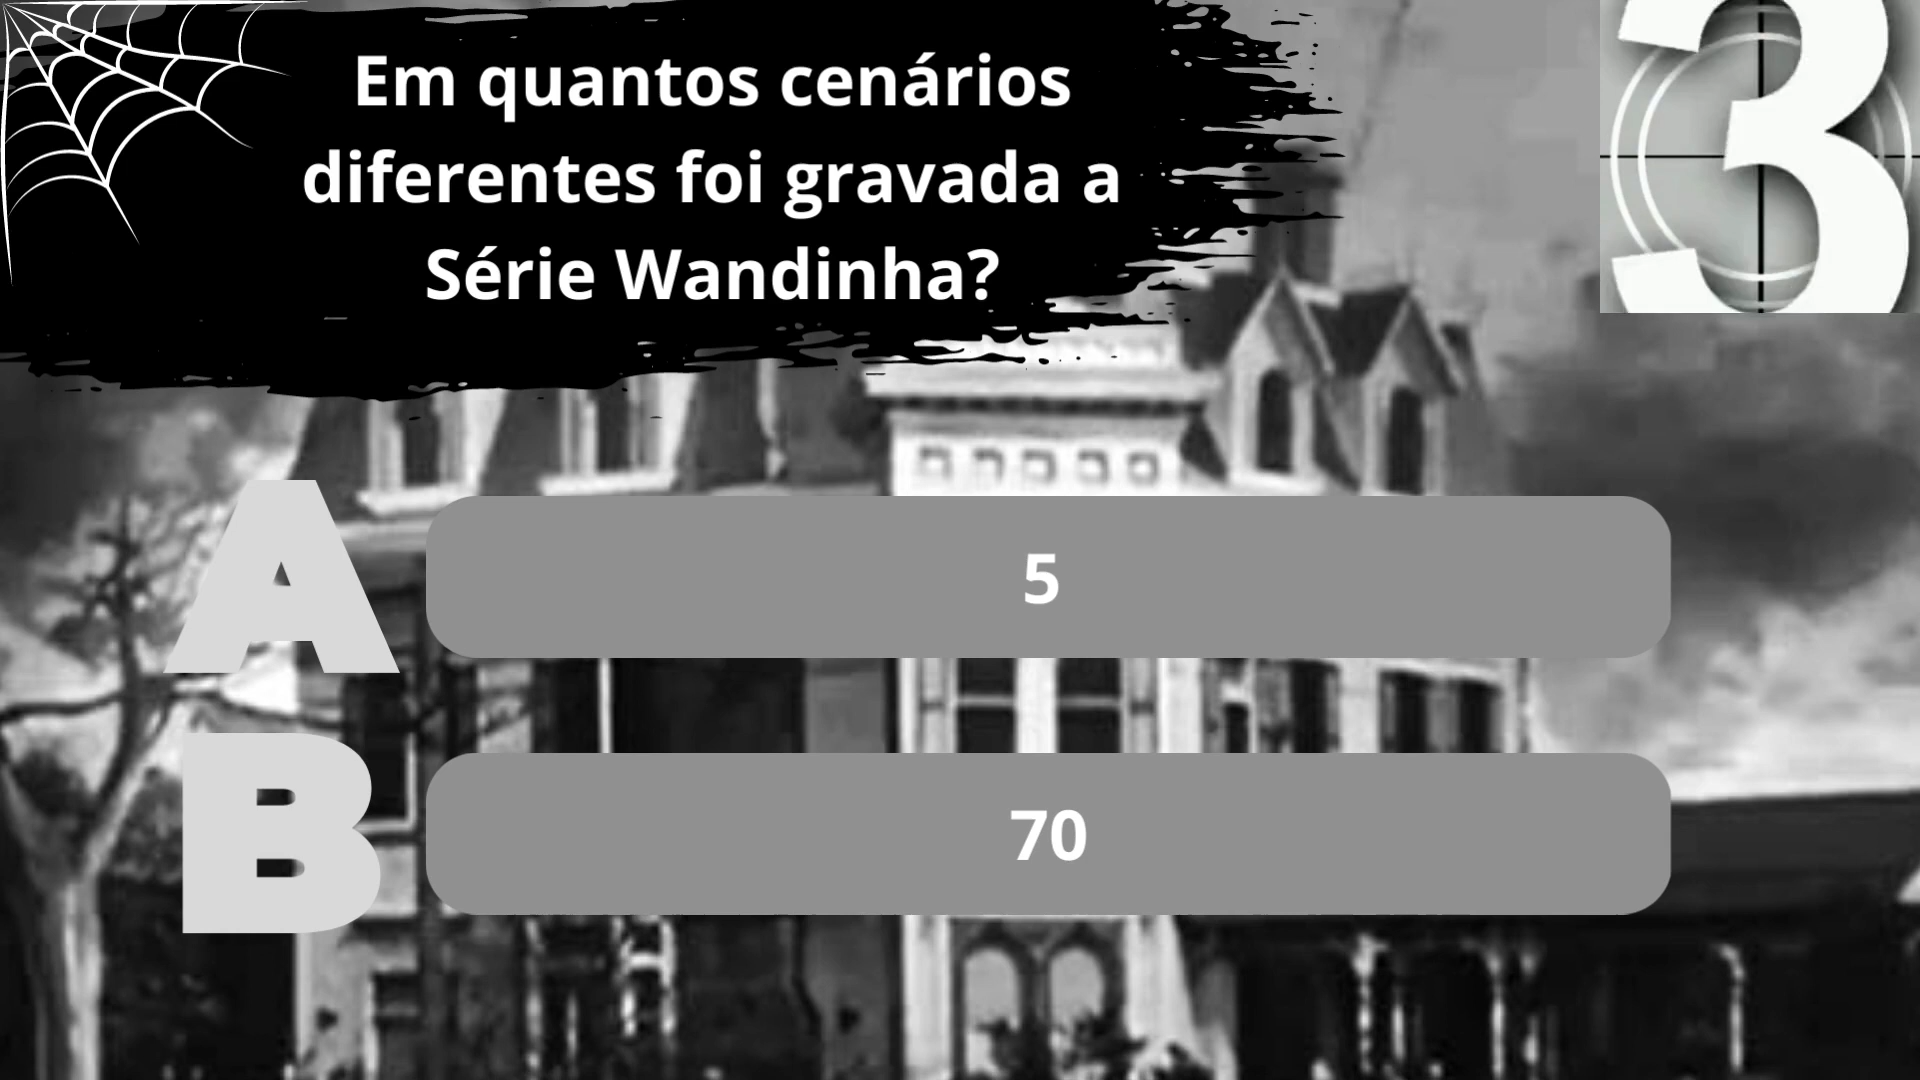 Em quantos cenários
diferentes foi gravada a
Série Wandinha?
3
A
5
B
70